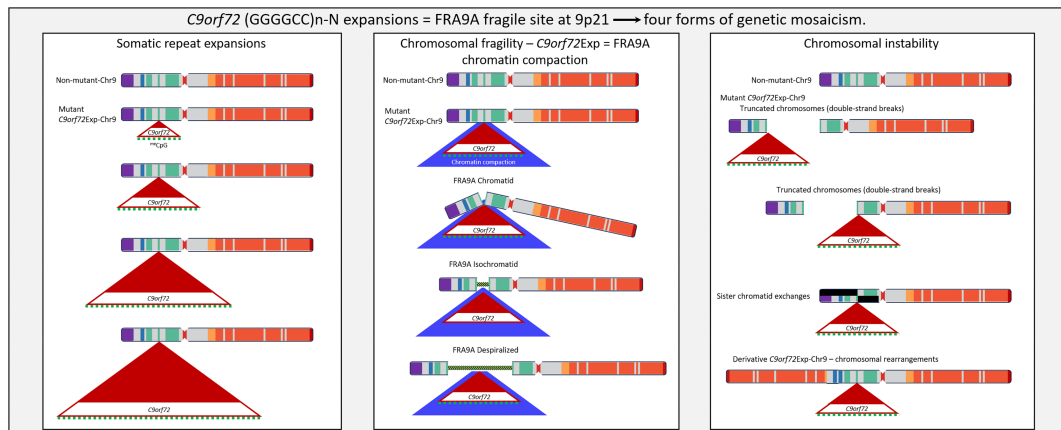 C9orf72 (GGGGCC)n-N expansions = FRA9A fragile site at 9p21 ⟶ four forms of genetic mosaicism.
Somatic repeat expansions
Non-mutant-Chr9
Mutant
C9orf72Exp-Chr9
C9orf72
meCpG
C9orf72
C9orf72
C9orf72
Chromosomal fragility – C9orf72Exp = FRA9A
chromatin compaction
Non-mutant-Chr9
Mutant
C9orf72Exp-Chr9
C9orf72
Chromatin compaction
FRA9A Chromatid
C9orf72
FRA9A Isochromatid
C9orf72
FRA9A Despiralized
C9orf72
Chromosomal instability
Non-mutant-Chr9
Mutant C9orf72Exp-Chr9
Truncated chromosomes (double-strand breaks)
C9orf72
Truncated chromosomes (double-strand breaks)
C9orf72
Sister chromatid exchanges
C9orf72
Derivative C9orf72Exp-Chr9 – chromosomal rearrangements
C9orf72